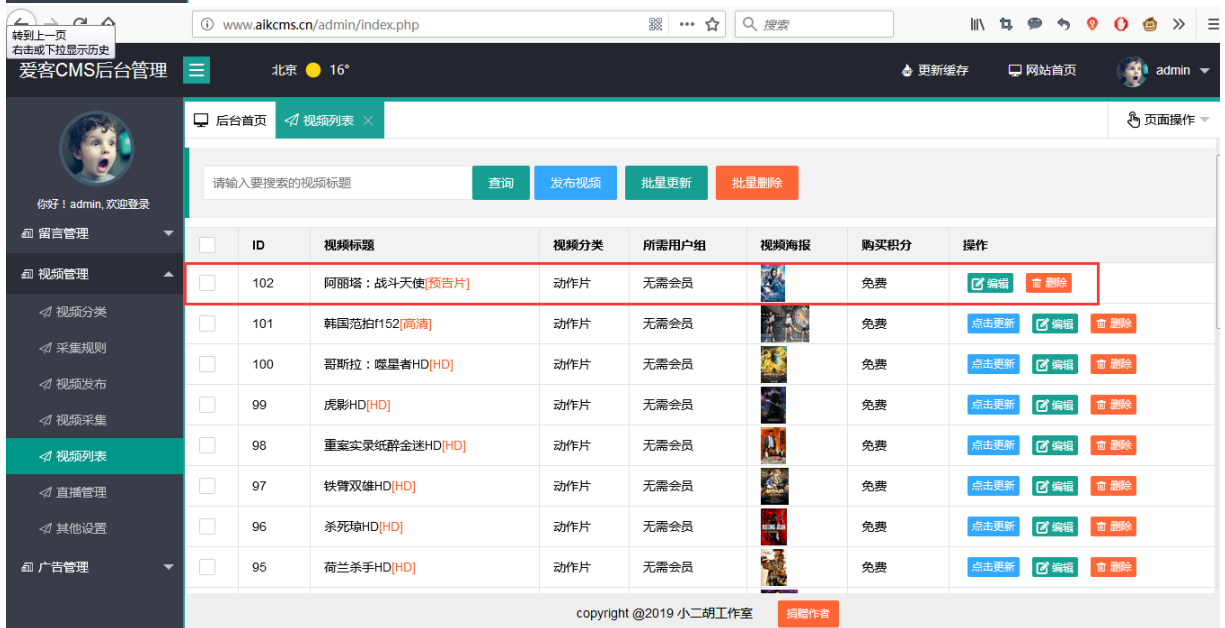 www.aikcms.cn/admin/index.php
搜索
转到上一页
右击或下拉显示历史
爱客CMS后台管理
北京 16°
更新缓存
网站首页
admin
后台首页
视频列表
页面操作
你好！admin, 欢迎登录
留言管理
视频管理
视频分类
采集规则
视频发布
视频采集
视频列表
直播管理
其他设置
广告管理
请输入要搜索的视频标题 查询 发布视频 批量更新 批量删除
ID 视频标题 视频分类 所需用户组 视频海报 购买积分 操作
102 阿丽塔：战斗天使[预告片] 动作片 无需会员 免费 编辑 删除
101 韩国范拍f152[高清] 动作片 无需会员 免费 点击更新 编辑 删除
100 哥斯拉：噬星者HD[HD] 动作片 无需会员 免费 点击更新 编辑 删除
99 虎影HD[HD] 动作片 无需会员 免费 点击更新 编辑 删除
98 重案实录纸醉金迷HD[HD] 动作片 无需会员 免费 点击更新 编辑 删除
97 铁臂双雄HD[HD] 动作片 无需会员 免费 点击更新 编辑 删除
96 杀死琼HD[HD] 动作片 无需会员 免费 点击更新 编辑 删除
95 荷兰杀手HD[HD] 动作片 无需会员 免费 点击更新 编辑 删除
copyright @2019 小二胡工作室 捐赠作者